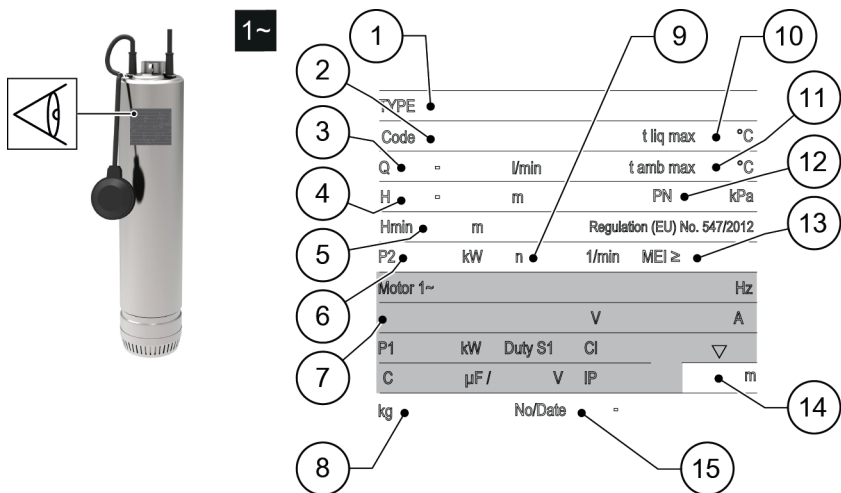 1~
1
9
10
2
TYPE
11
Code t liq max °C
3
Q - l/min t amb max °C
12
4
H - m PN kPa
5
Hmin m Regulation (EU) No. 547/2012
13
P2 kW n 1/min MEI ≥
6
Motor 1~ Hz
7
V A
P1 kW Duty S1 Cl ▽
C µF / V IP m
14
kg No/Date -
8
15